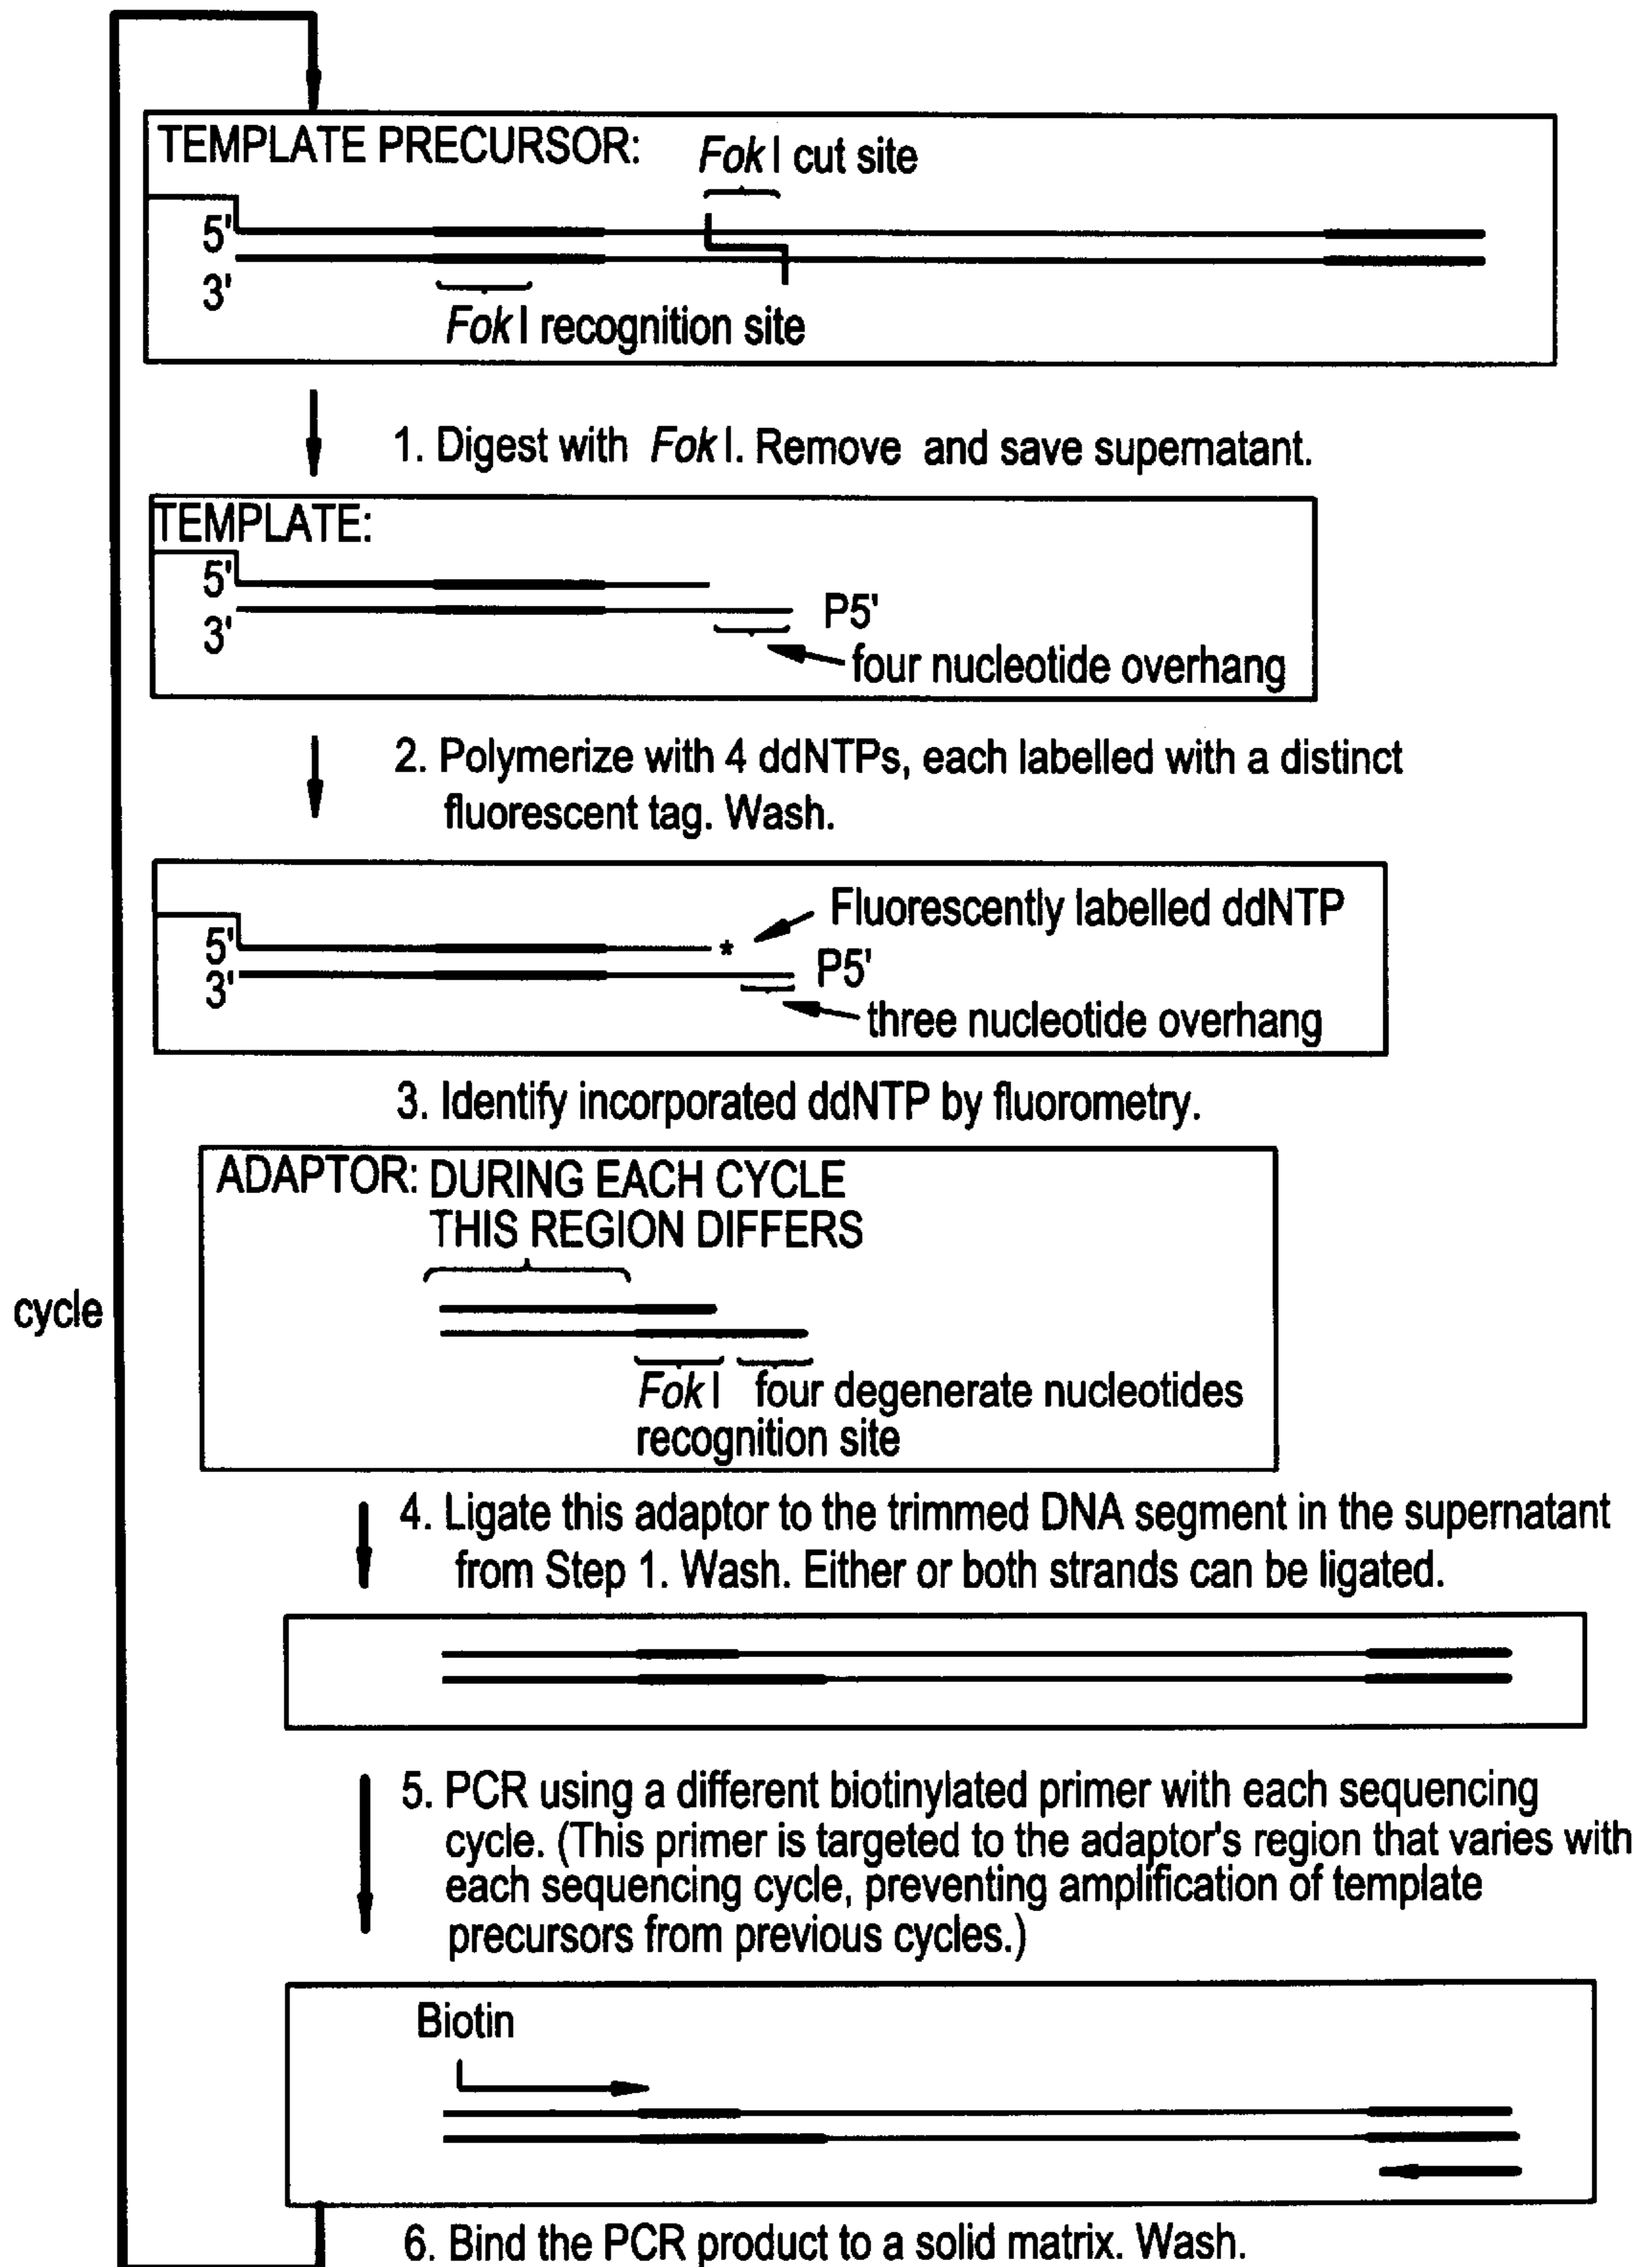 TEMPLATE PRECURSOR:
Fok I cut site
5'
3'
Fok I recognition site
1. Digest with Fok I. Remove and save supernatant.
TEMPLATE:
5'
3'
P5'
four nucleotide overhang
2. Polymerize with 4 ddNTPs, each labelled with a distinct
fluorescent tag. Wash.
Fluorescently labelled ddNTP
5'
*
3'
P5'
three nucleotide overhang
3. Identify incorporated ddNTP by fluorometry.
ADAPTOR: DURING EACH CYCLE
THIS REGION DIFFERS
cycle
Fok I four degenerate nucleotides
recognition site
4. Ligate this adaptor to the trimmed DNA segment in the supernatant
from Step 1. Wash. Either or both strands can be ligated.
5. PCR using a different biotinylated primer with each sequencing
cycle. (This primer is targeted to the adaptor's region that varies with
each sequencing cycle, preventing amplification of template
precursors from previous cycles.)
Biotin
6. Bind the PCR product to a solid matrix. Wash.